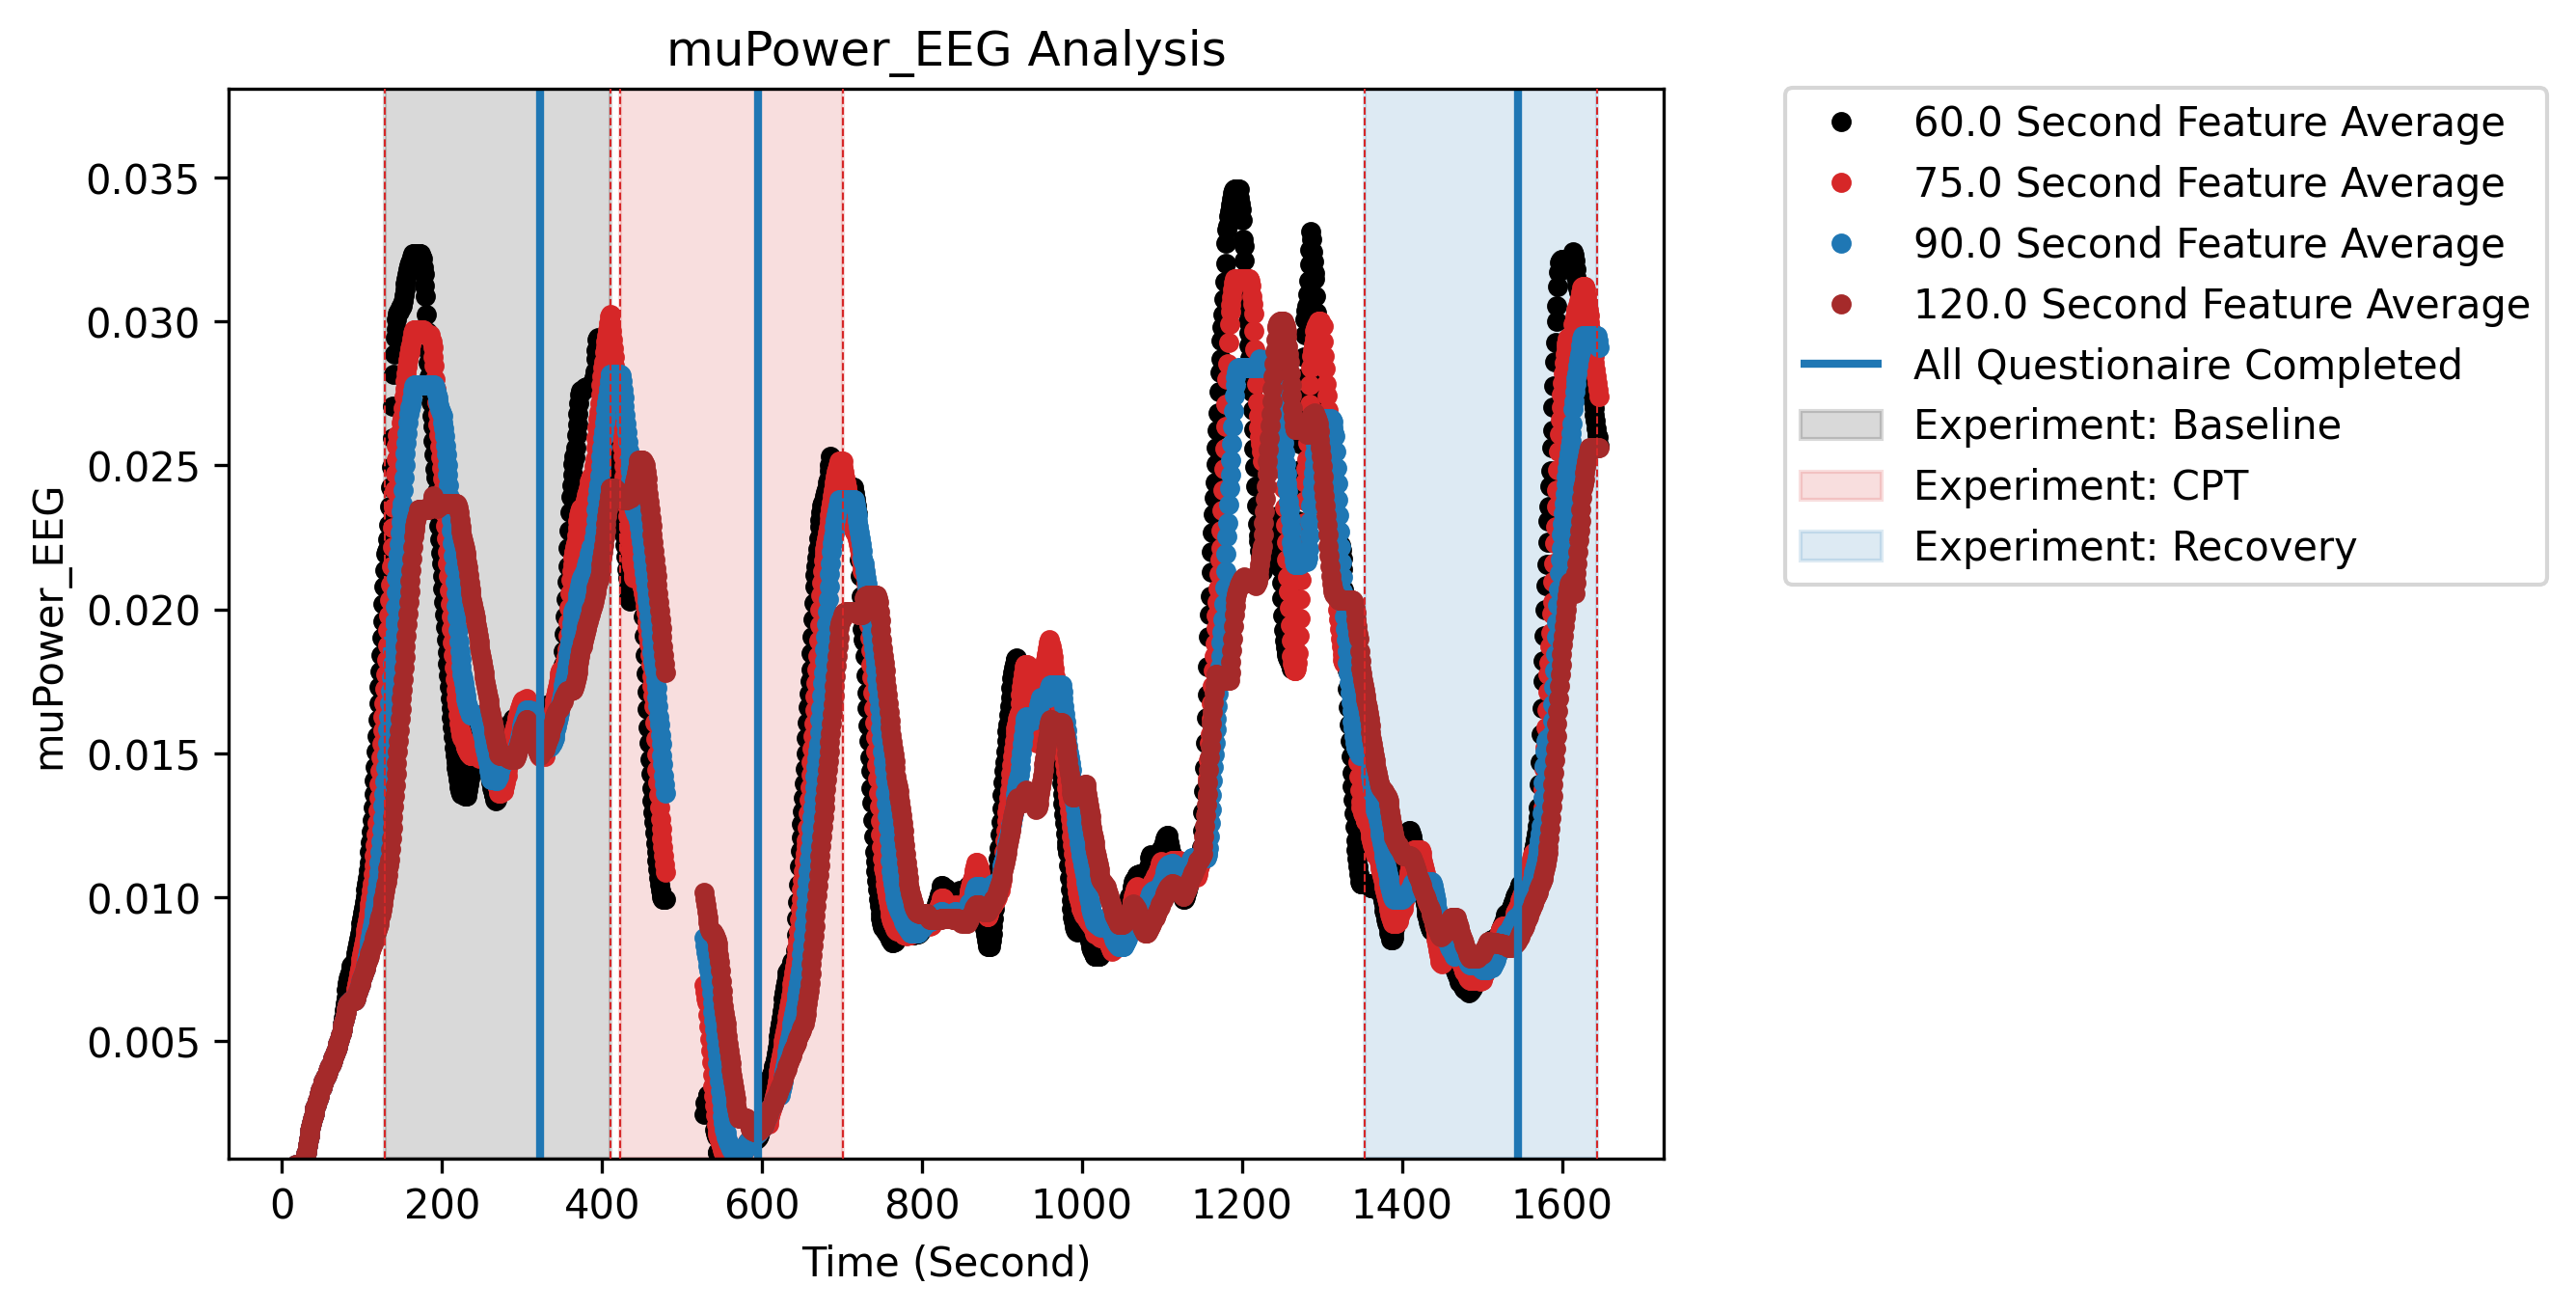 muPower_EEG Analysis
muPower_EEG
0.035
0.030
0.025
0.020
0.015
0.010
0.005
0
200
400
600
800
1000
1200
1400
1600
Time (Second)
60.0 Second Feature Average
75.0 Second Feature Average
90.0 Second Feature Average
120.0 Second Feature Average
All Questionaire Completed
Experiment: Baseline
Experiment: CPT
Experiment: Recovery